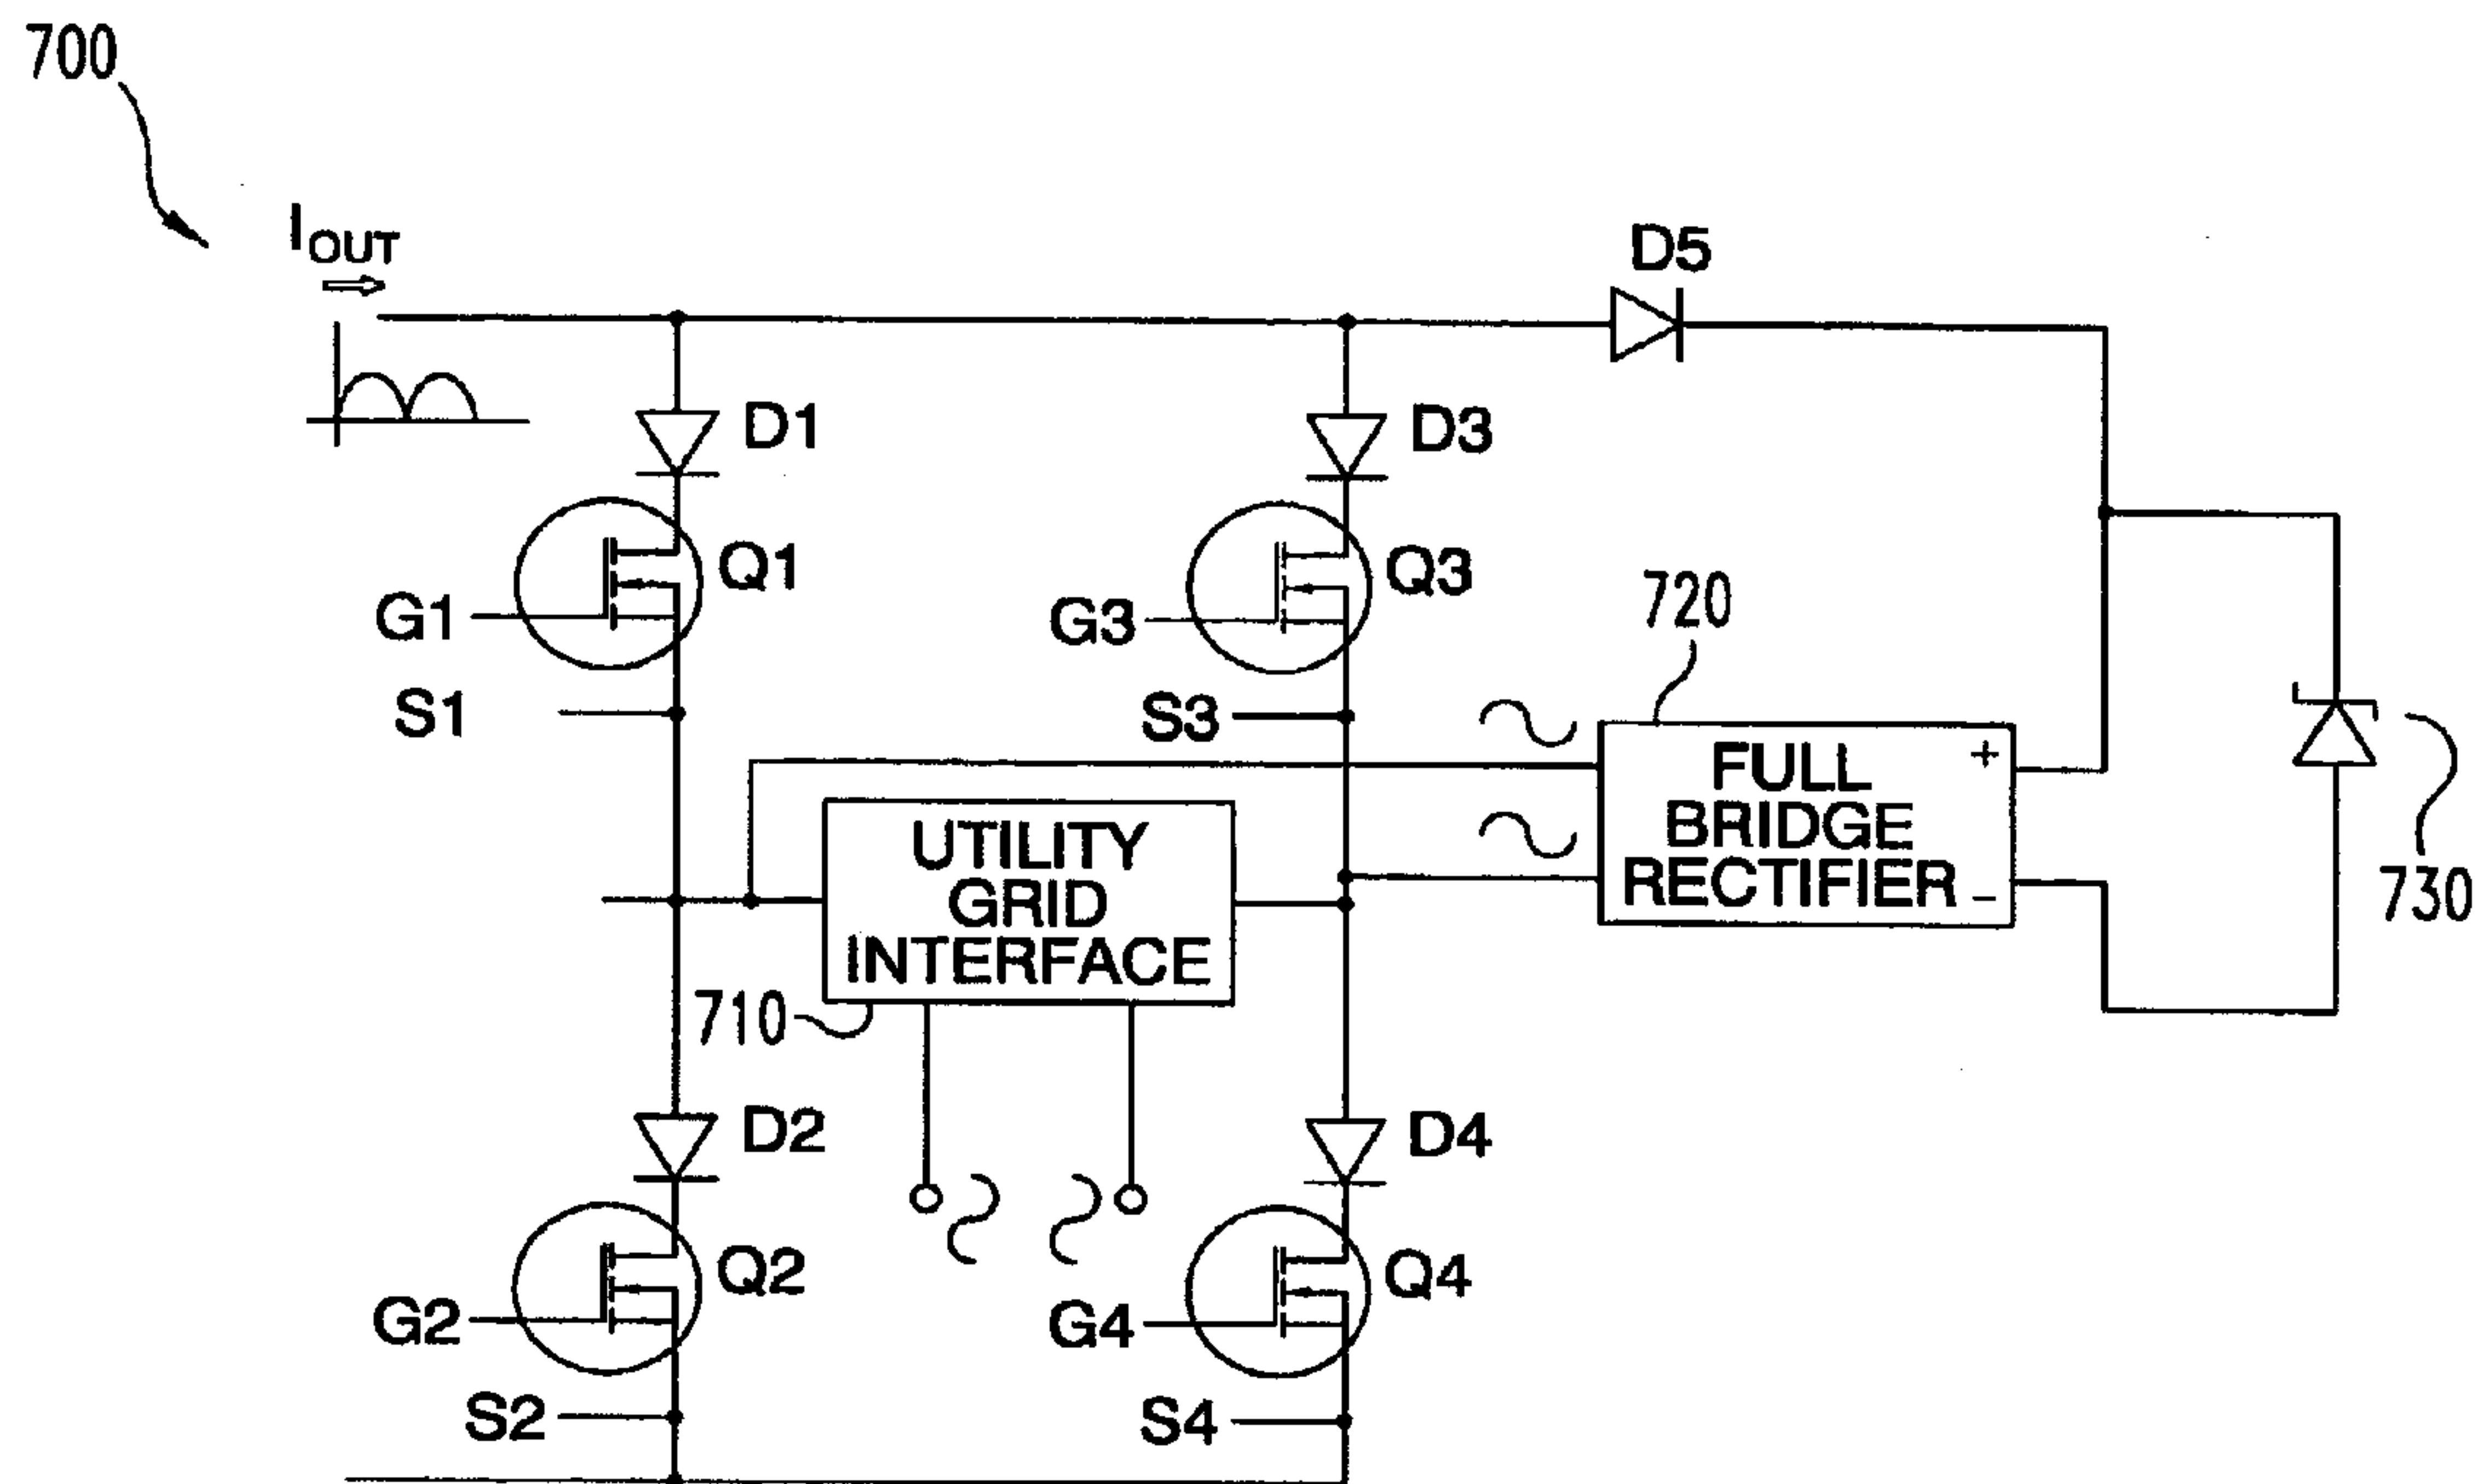 700
I OUT
D5
D1
D3
Q1
Q3
720
G1
G3
S1
S3
FULL
BRIDGE
RECTIFIER
+
−
UTILITY
GRID
INTERFACE
730
710
D2
D4
Q2
Q4
G2
G4
S2
S4